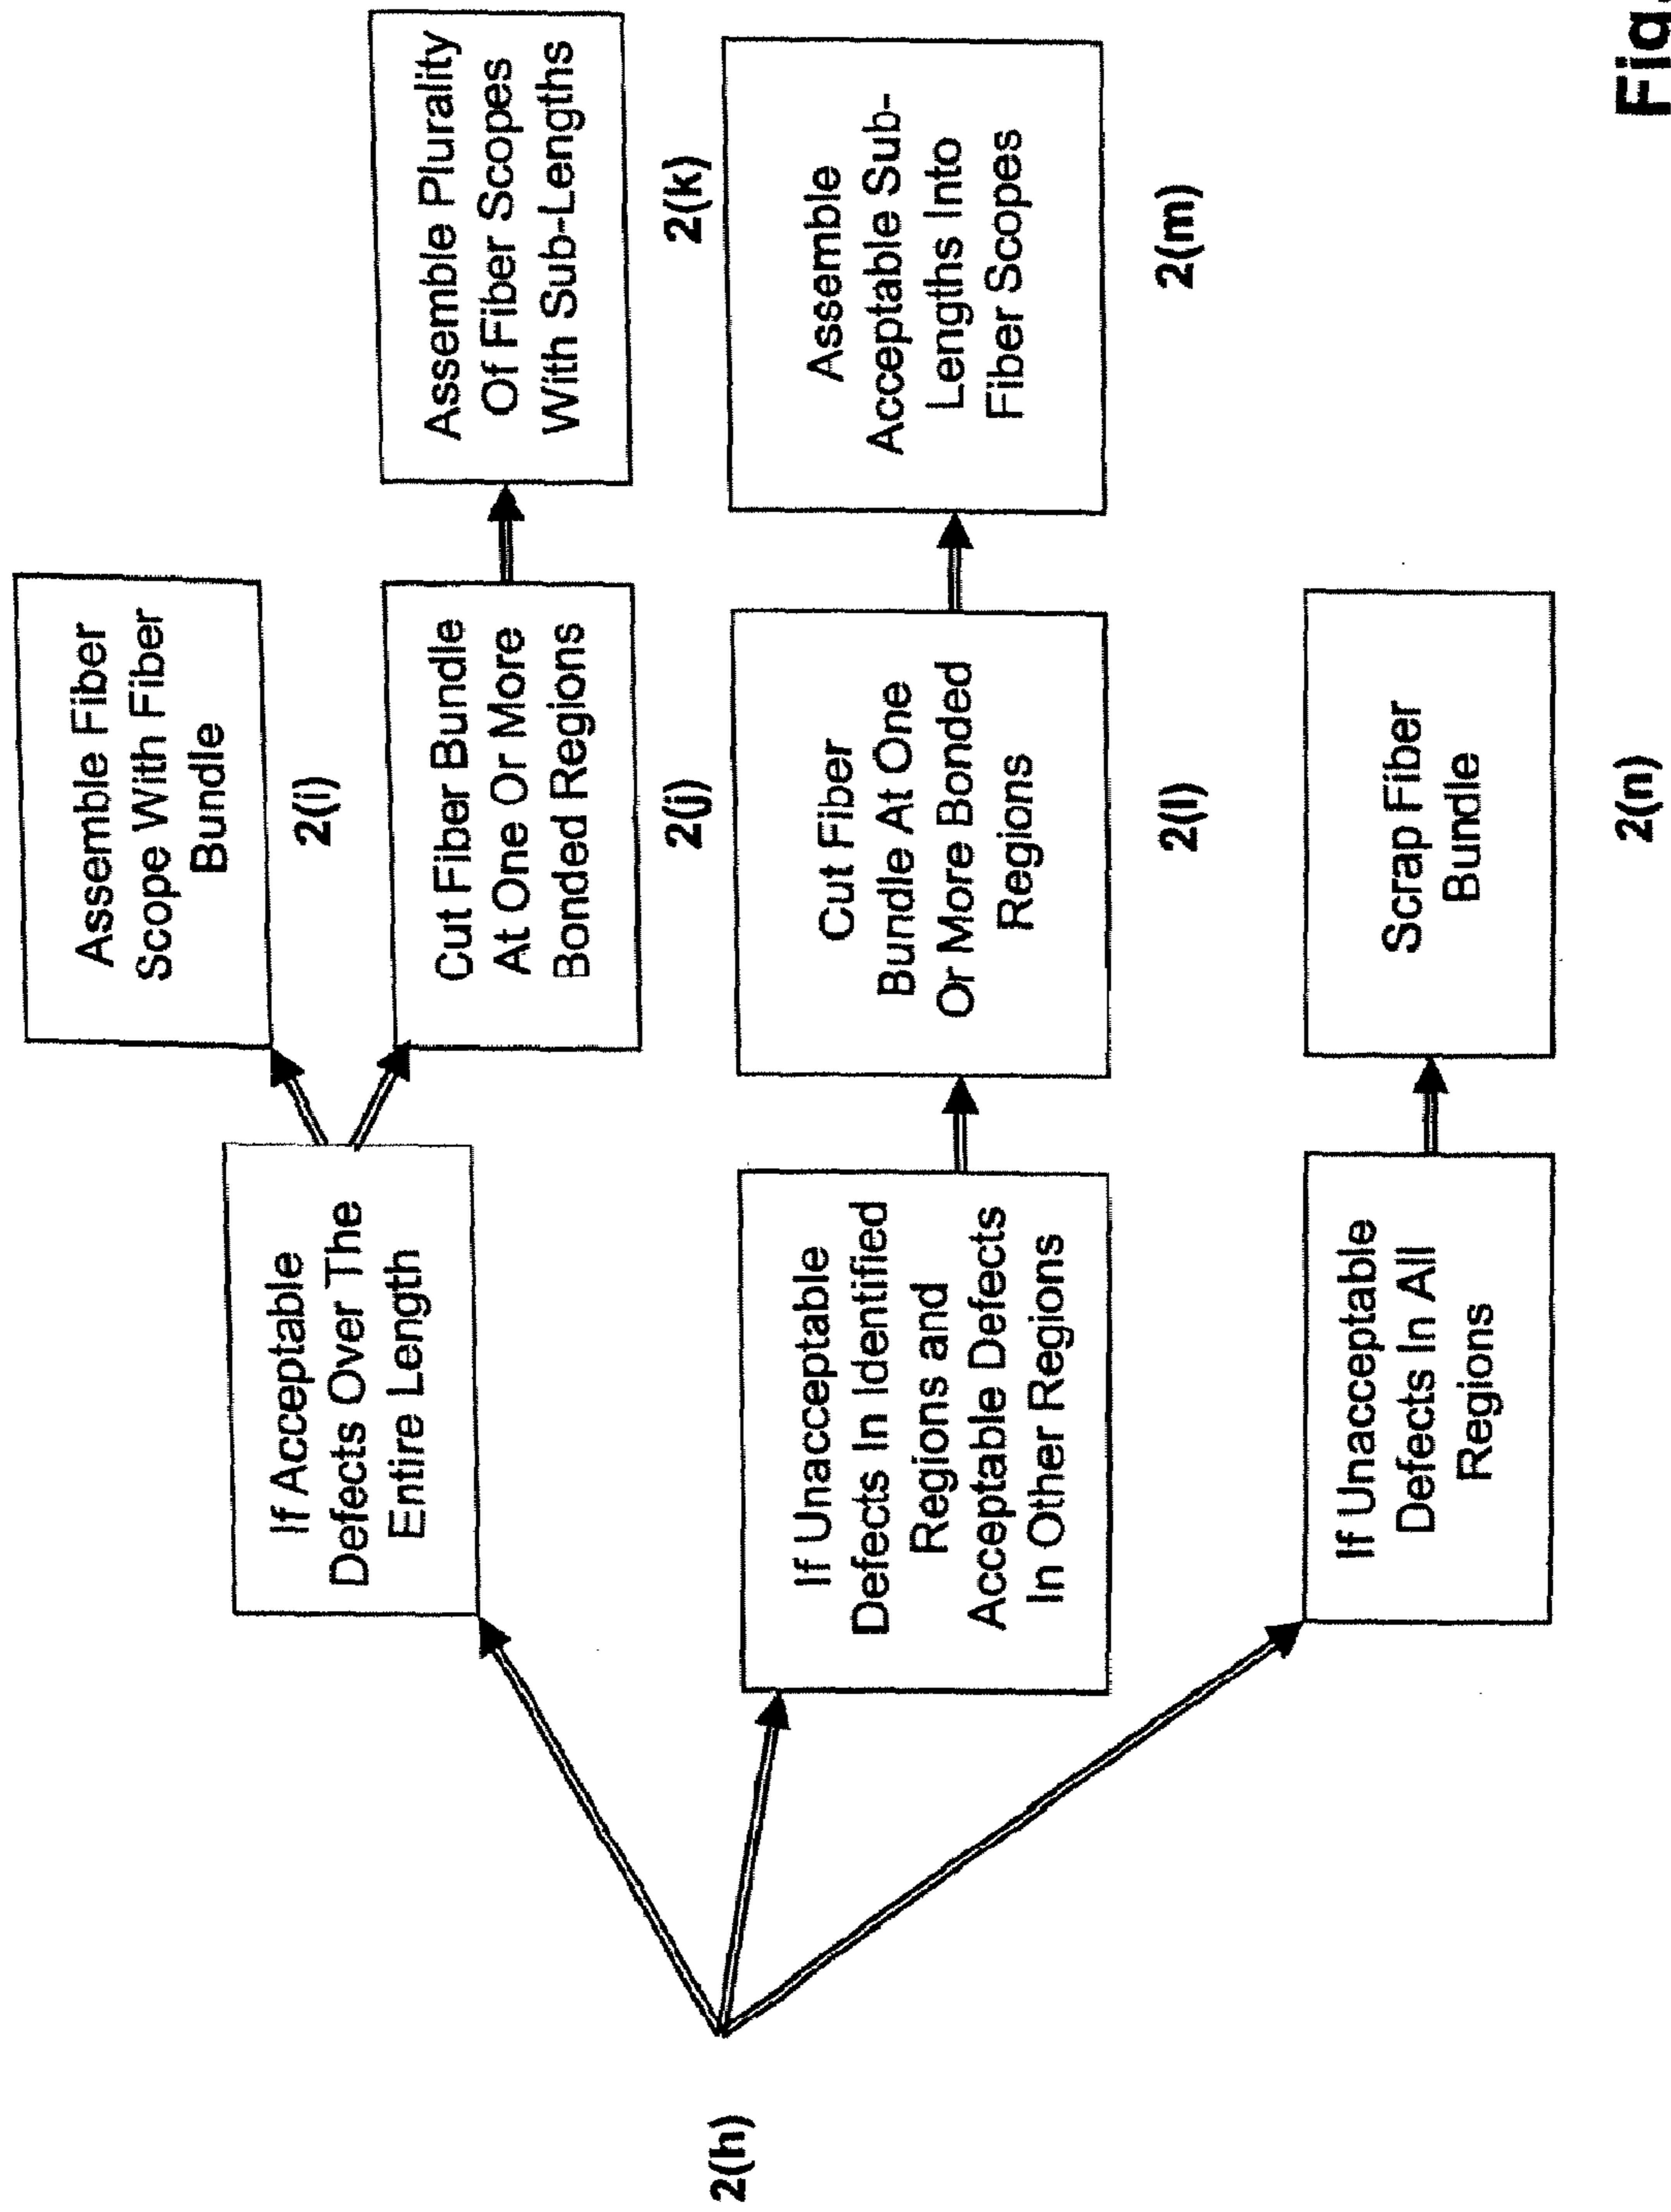 2(h)
If Acceptable
Defects Over The
Entire Length
Assemble Fiber
Scope With Fiber
Bundle
2(i)
Cut Fiber Bundle
At One Or More
Bonded Regions
2(j)
Assemble Plurality
Of Fiber Scopes
With Sub-Lengths
2(k)
If Unacceptable
Defects In Identified
Regions and
Acceptable Defects
In Other Regions
Cut Fiber
Bundle At One
Or More Bonded
Regions
2(l)
Assemble
Acceptable Sub-
Lengths Into
Fiber Scopes
2(m)
If Unacceptable
Defects In All
Regions
Scrap Fiber
Bundle
2(n)
Fig.